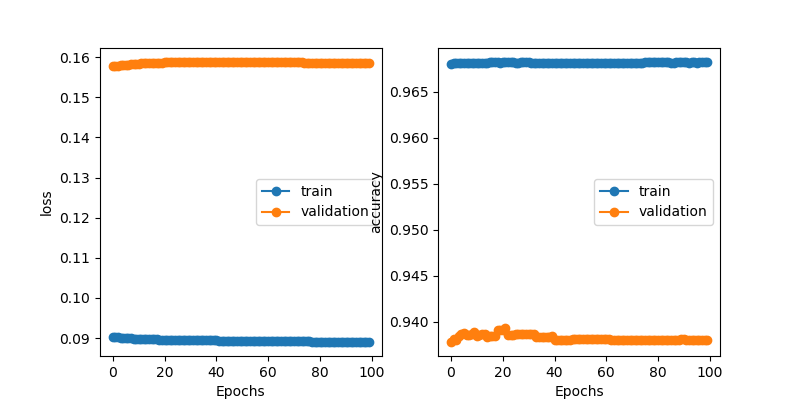 0.16
0.15
0.14
0.13
0.12
0.11
0.10
0.09
loss
0 20 40 60 80 100
Epochs
train
validation
0.965
0.960
0.955
0.950
0.945
0.940
accuracy
0 20 40 60 80 100
Epochs
train
validation